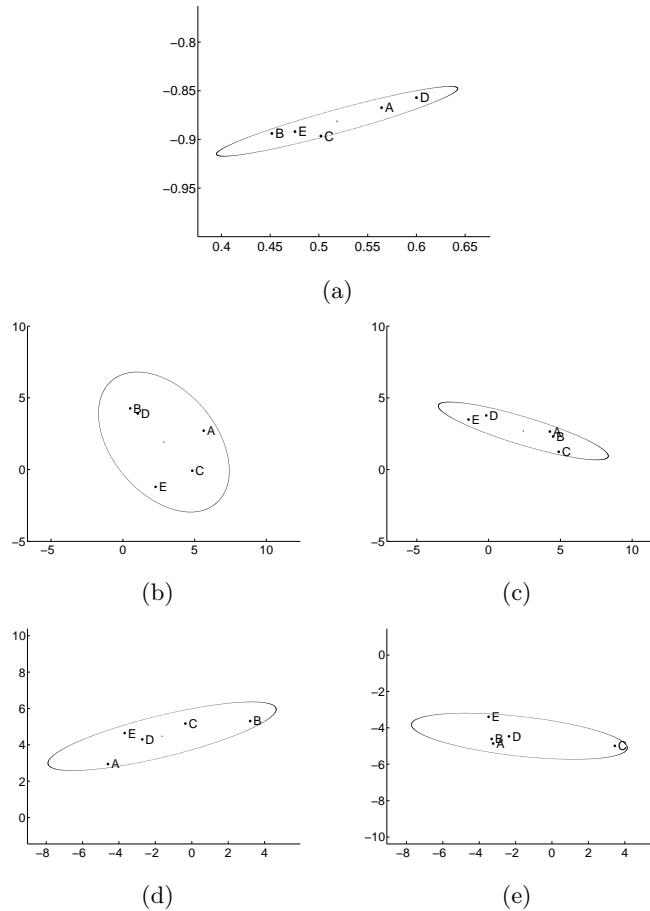 −0.8
−0.85
−0.9
−0.95
A
D
B
E
C
0.4 0.45 0.5 0.55 0.6 0.65
(a)
10
5
0
−5
B
D
A
C
E
−5 0 5 10
(b)
10
5
0
−5
E
D
A
B
C
−5 0 5 10
(c)
10
8
6
4
2
0
E
D
C
B
A
−8 −6 −4 −2 0 2 4
(d)
0
−2
−4
−6
−8
−10
E
B
D
A
C
−8 −6 −4 −2 0 2 4
(e)